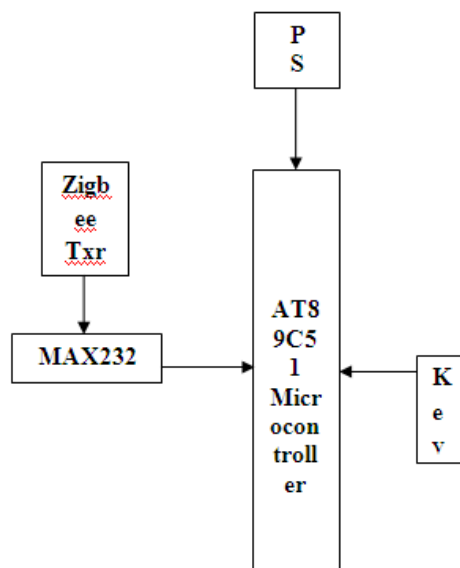 P
S
Zigb
ee
Txr
MAX232
AT8
9C5
1
Micr
ocon
troll
er
K
e
v